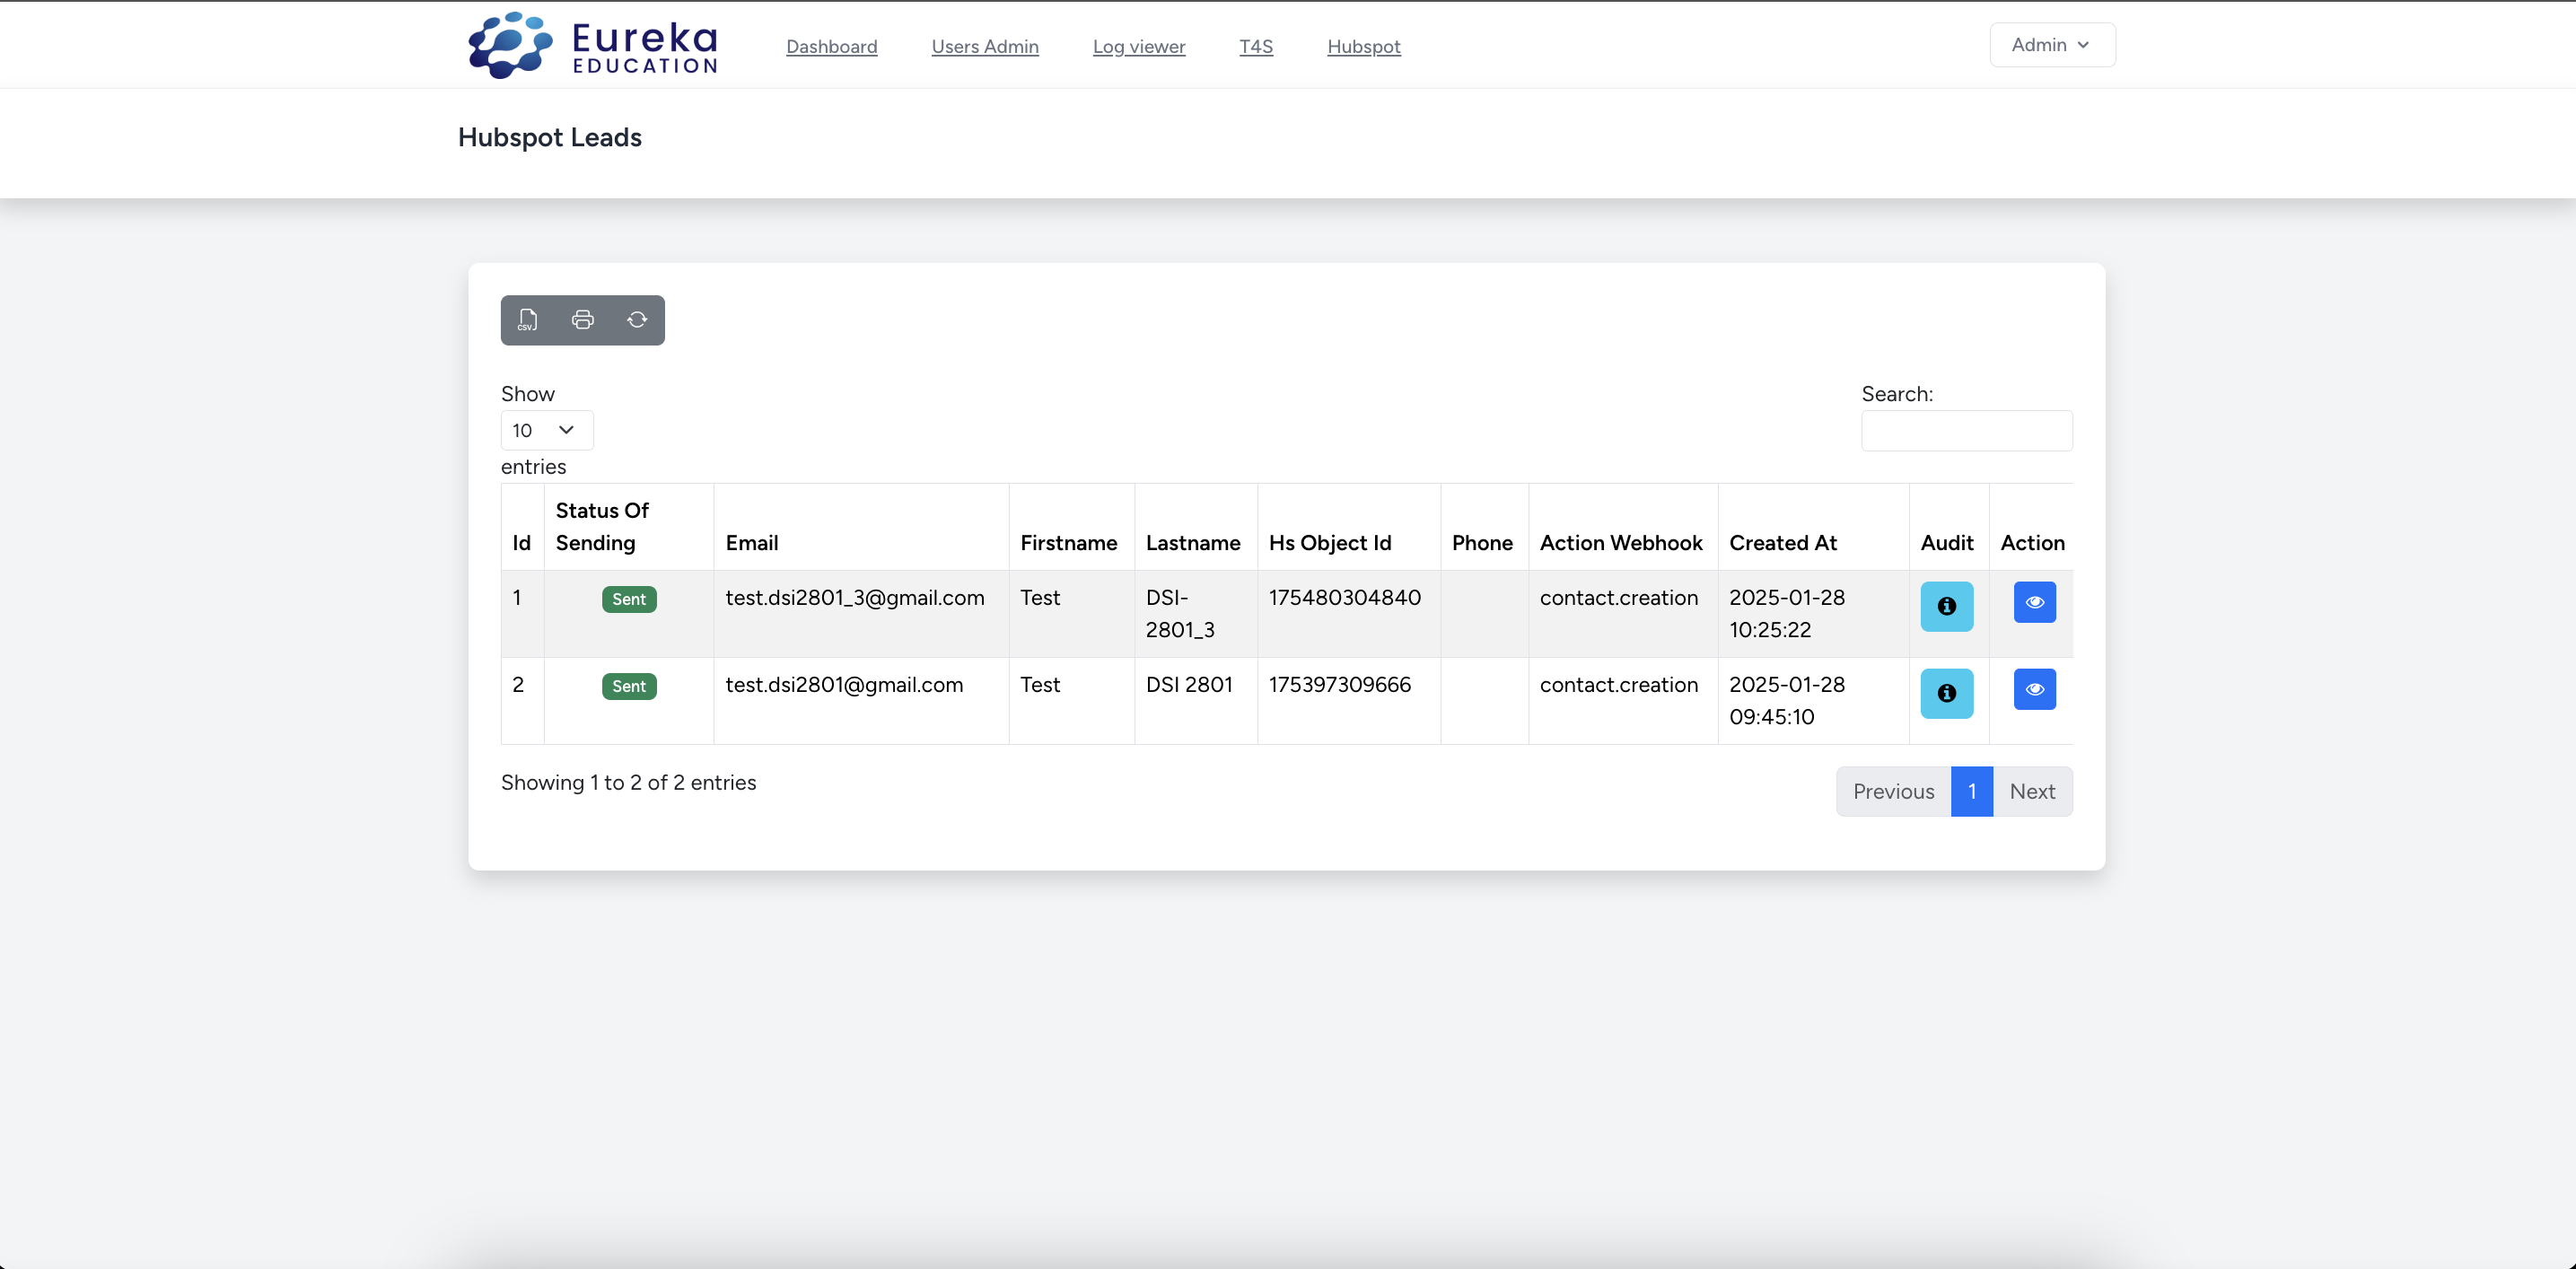 Eureka
EDUCATION
Dashboard
Users Admin
Log viewer
T4S
Hubspot
Admin
Hubspot Leads
CSV
Show
10
entries
Search:
Id
Status Of
Sending
Email
Firstname
Lastname
Hs Object Id
Phone
Action Webhook
Created At
Audit
Action
1
Sent
test.dsi2801_3@gmail.com
Test
DSI-
2801_3
175480304840
contact.creation
2025-01-28
10:25:22
2
Sent
test.dsi2801@gmail.com
Test
DSI 2801
175397309666
contact.creation
2025-01-28
09:45:10
Showing 1 to 2 of 2 entries
Previous
1
Next